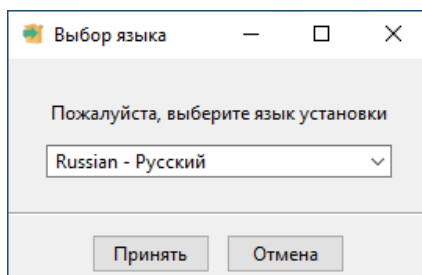 Выбор языка
Пожалуйста, выберите язык установки
Russian - Русский
Принять Отмена